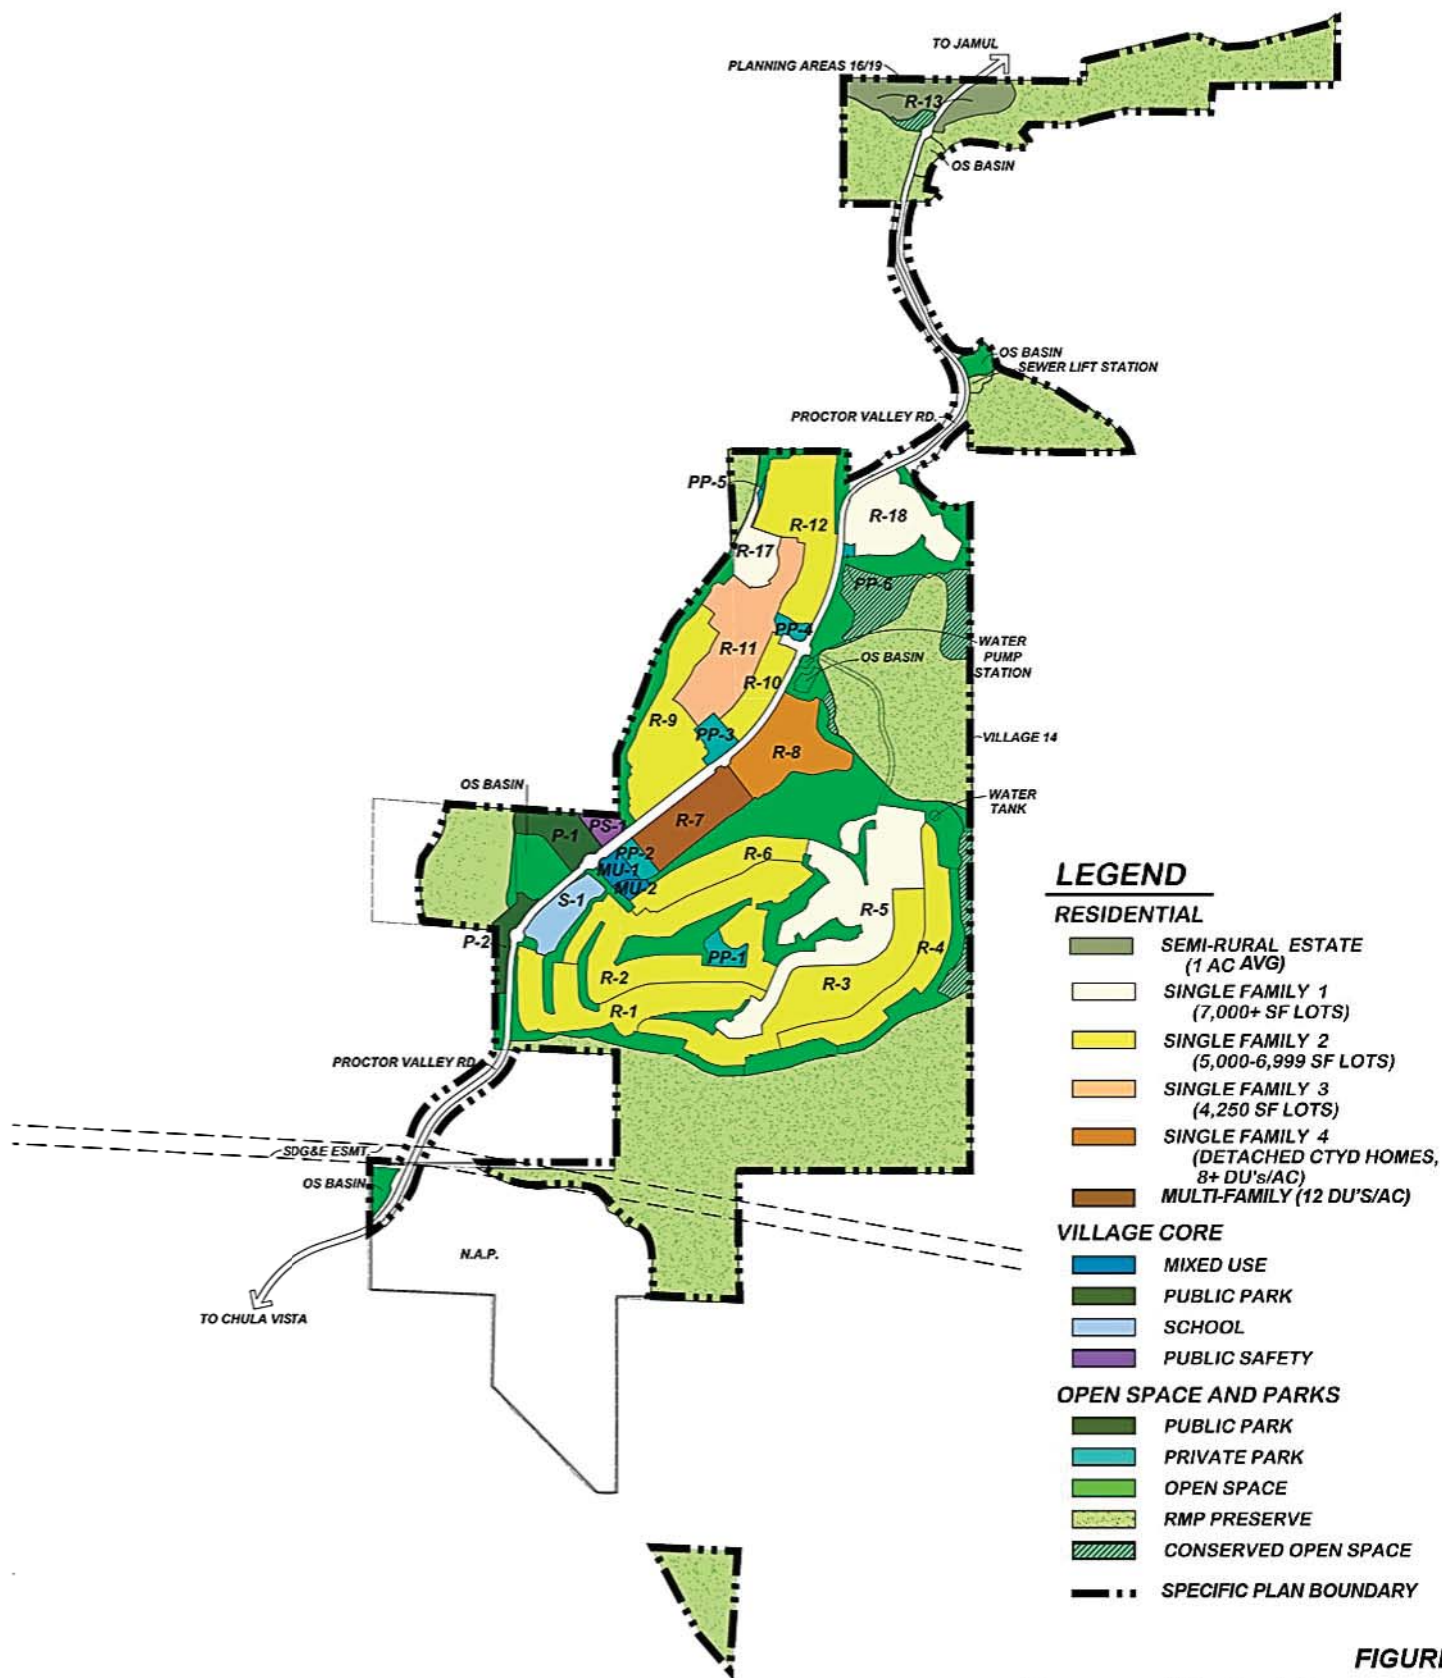 TO JAMUL
PLANNING AREAS 16/19
R-13
OS BASIN
OS BASIN
SEWER LIFT STATION
PROCTOR VALLEY RD.
PP-5
R-12
R-18
R-17
PP-6
PP-4
R-11
WATER
PUMP
STATION
OS BASIN
R-10
R-9
PP-3
R-8
VILLAGE 14
OS BASIN
WATER
TANK
PS-1
R-7
P-1
PP-2
R-6
MU-1
MU-2
S-1
R-5
P-2
R-4
PP-1
R-2
R-3
R-1
PROCTOR VALLEY RD.
SDG&E ESMT.
OS BASIN
N.A.P.
TO CHULA VISTA
LEGEND
RESIDENTIAL
SEMI-RURAL ESTATE
(1 AC AVG)
SINGLE FAMILY 1
(7,000+ SF LOTS)
SINGLE FAMILY 2
(5,000-6,999 SF LOTS)
SINGLE FAMILY 3
(4,250 SF LOTS)
SINGLE FAMILY 4
(DETACHED CTYD HOMES,
8+ DU's/AC)
MULTI-FAMILY (12 DU'S/AC)
VILLAGE CORE
MIXED USE
PUBLIC PARK
SCHOOL
PUBLIC SAFETY
OPEN SPACE AND PARKS
PUBLIC PARK
PRIVATE PARK
OPEN SPACE
RMP PRESERVE
CONSERVED OPEN SPACE
SPECIFIC PLAN BOUNDARY